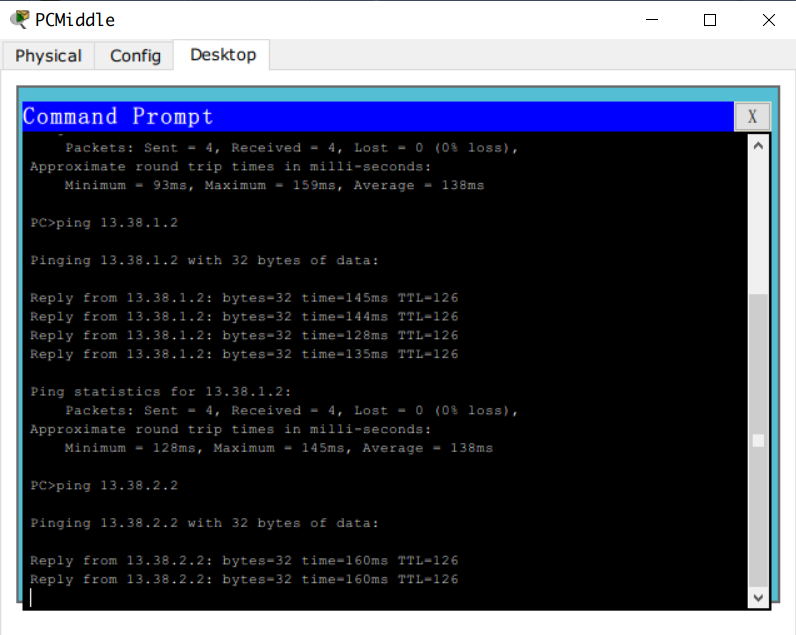 PCMiddle
Physical Config Desktop
Command Prompt X
Packets: Sent = 4, Received = 4, Lost = 0 (0% loss),
Approximate round trip times in milli-seconds:
Minimum = 93ms, Maximum = 159ms, Average = 138ms
PC>ping 13.38.1.2
Pinging 13.38.1.2 with 32 bytes of data:
Reply from 13.38.1.2: bytes=32 time=145ms TTL=126
Reply from 13.38.1.2: bytes=32 time=144ms TTL=126
Reply from 13.38.1.2: bytes=32 time=128ms TTL=126
Reply from 13.38.1.2: bytes=32 time=135ms TTL=126
Ping statistics for 13.38.1.2:
Packets: Sent = 4, Received = 4, Lost = 0 (0% loss),
Approximate round trip times in milli-seconds:
Minimum = 128ms, Maximum = 145ms, Average = 138ms
PC>ping 13.38.2.2
Pinging 13.38.2.2 with 32 bytes of data:
Reply from 13.38.2.2: bytes=32 time=160ms TTL=126
Reply from 13.38.2.2: bytes=32 time=160ms TTL=126